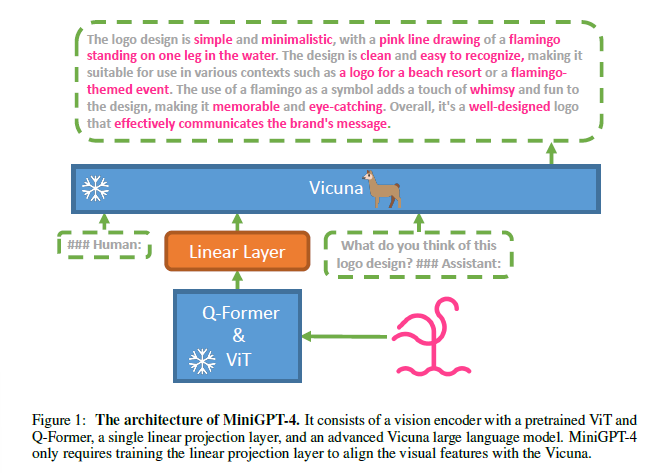 The logo design is simple and minimalistic, with a pink line drawing of a flamingo
standing on one leg in the water. The design is clean and easy to recognize, making it
suitable for use in various contexts such as a logo for a beach resort or a flamingo-
themed event. The use of a flamingo as a symbol adds a touch of whimsy and fun to
the design, making it memorable and eye-catching. Overall, it's a well-designed logo
that effectively communicates the brand's message.
Vicuna
### Human:
Linear Layer
What do you think of this
logo design? ### Assistant:
Q-Former
&
ViT
Figure 1: The architecture of MiniGPT-4. It consists of a vision encoder with a pretrained ViT and
Q-Former, a single linear projection layer, and an advanced Vicuna large language model. MiniGPT-4
only requires training the linear projection layer to align the visual features with the Vicuna.